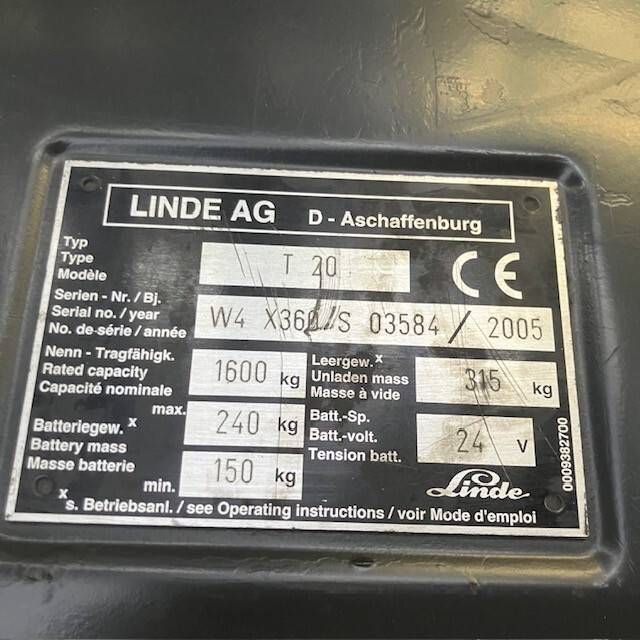 LINDE AG D - Aschaffenburg
Typ
Type
Modèle
T 20
CE
Serien - Nr. / Bj.
Serial no. / year
No. de-série / année
W4 S 03584 / 2005
Nenn - Tragfähigk.
Rated capacity
Capacité nominale
1600 kg
Leergew. x
Unladen mass
Masse à vide
315 kg
max.
Batteriegew. x
Battery mass
Masse batterie
240 kg
min.
150 kg
Batt.-Sp.
Batt.-volt.
Tension batt.
24 V
Linde
x s. Betriebsanl. / see Operating instructions / voir Mode d'emploi
0009382700